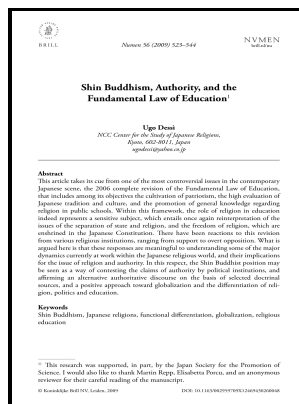 BRILL
Numen 56 (2009) 523–544
NVMEN
brill.nl/nu
Shin Buddhism, Authority, and the
Fundamental Law of Education¹
Ugo Dessì
NCC Center for the Study of Japanese Religions,
Kyoto, 602-8011, Japan
ugodessi@yahoo.co.jp
Abstract
This article takes its cue from one of the most controversial issues in the contemporary
Japanese scene, the 2006 complete revision of the Fundamental Law of Education,
that includes among its objectives the cultivation of patriotism, the high evaluation of
Japanese tradition and culture, and the promotion of general knowledge regarding
religion in public schools. Within this framework, the role of religion in education
indeed represents a sensitive subject, which entails once again reinterpretation of the
issues of the separation of state and religion, and the freedom of religion, which are
enshrined in the Japanese Constitution. There have been reactions to this revision
from various religious institutions, ranging from support to overt opposition. What is
argued here is that these responses are meaningful to understanding some of the major
dynamics currently at work within the Japanese religious world, and their implications
for the issue of religion and authority. In this respect, the Shin Buddhist position may
be seen as a way of contesting the claims of authority by political institutions, and
affirming an alternative authoritative discourse on the basis of selected doctrinal
sources, and a positive approach toward globalization and the differentiation of reli-
gion, politics and education.
Keywords
Shin Buddhism, Japanese religions, functional differentiation, globalization, religious
education
¹⁾ This research was supported, in part, by the Japan Society for the Promotion of
Science. I would also like to thank Martin Repp, Elisabetta Porcu, and an anonymous
reviewer for their careful reading of the manuscript.
© Koninklijke Brill NV, Leiden, 2009